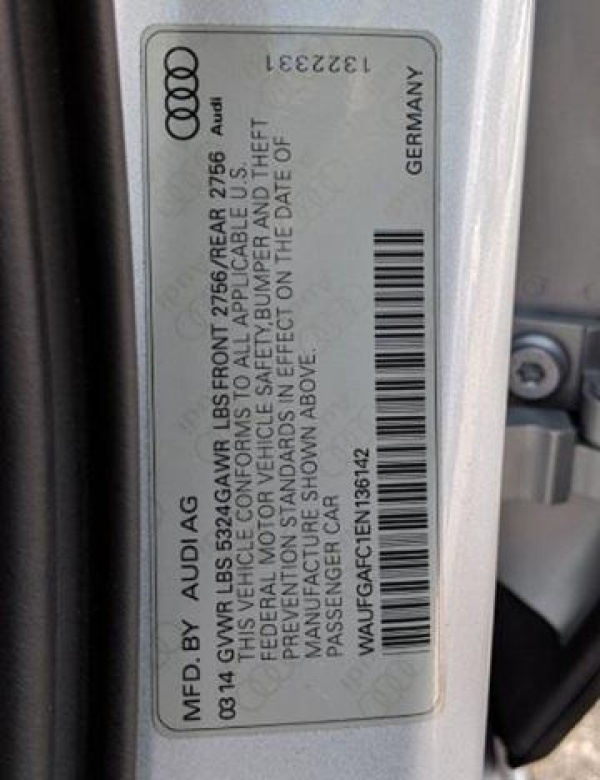 MFD. BY AUDI AG
Audi
03 14 GVWR LBS 5324GAWR LBS FRONT 2756/REAR 2756
THIS VEHICLE CONFORMS TO ALL APPLICABLE U.S.
FEDERAL MOTOR VEHICLE SAFETY,BUMPER AND THEFT
PREVENTION STANDARDS IN EFFECT ON THE DATE OF
MANUFACTURE SHOWN ABOVE.
PASSENGER CAR
1322331
WAUFGAFC1EN136142
GERMANY